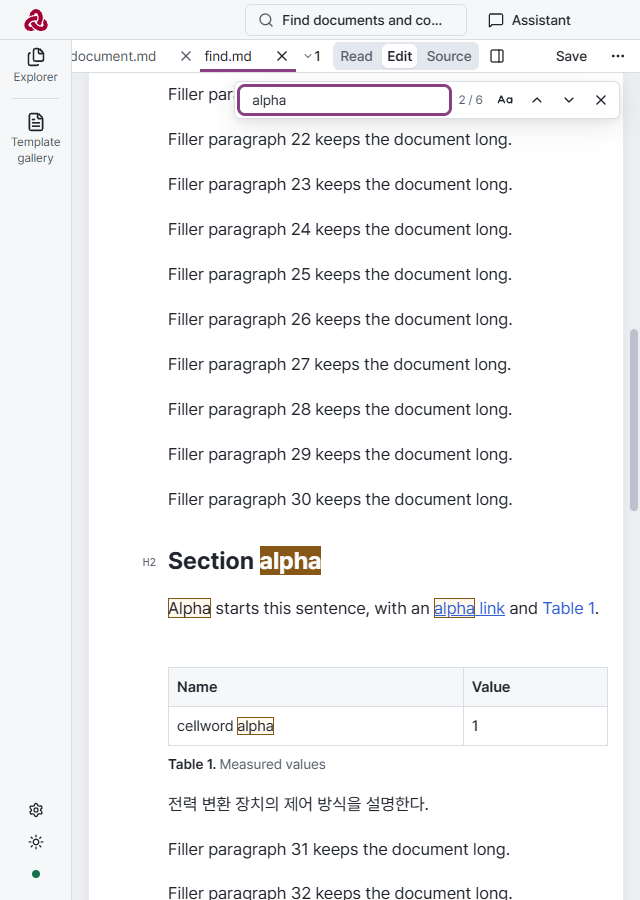 Find documents and co...
Assistant
Explorer
Template
gallery
document.md
find.md
1
Read
Edit
Source
Save
alpha
2 / 6
Aa
Filler par
Filler paragraph 22 keeps the document long.
Filler paragraph 23 keeps the document long.
Filler paragraph 24 keeps the document long.
Filler paragraph 25 keeps the document long.
Filler paragraph 26 keeps the document long.
Filler paragraph 27 keeps the document long.
Filler paragraph 28 keeps the document long.
Filler paragraph 29 keeps the document long.
Filler paragraph 30 keeps the document long.
H2 Section alpha
Alpha starts this sentence, with an alpha link and Table 1.
Name Value
cellword alpha 1
Table 1. Measured values
전력 변환 장치의 제어 방식을 설명한다.
Filler paragraph 31 keeps the document long.
Filler paragraph 32 keeps the document long.